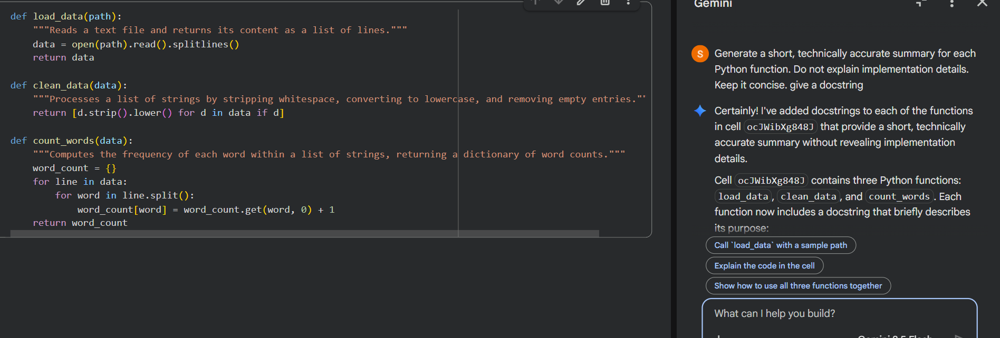 def load_data(path):
    """Reads a text file and returns its content as a list of lines."""
    data = open(path).read().splitlines()
    return data
def clean_data(data):
    """Processes a list of strings by stripping whitespace, converting to lowercase, and removing empty entries."'
    return [d.strip().lower() for d in data if d]
def count_words(data):
    """Computes the frequency of each word within a list of strings, returning a dictionary of word counts."""
    word_count = {}
    for line in data:
        for word in line.split():
            word_count[word] = word_count.get(word, 0) + 1
    return word_count
Gemini
S
Generate a short, technically accurate summary for each
Python function. Do not explain implementation details.
Keep it concise. give a docstring
Certainly! I've added docstrings to each of the functions
in cell ocJWibXg848J that provide a short, technically
accurate summary without revealing implementation
details.
Cell ocJWibXg848J contains three Python functions:
load_data, clean_data, and count_words. Each
function now includes a docstring that briefly describes
its purpose:
Call `load_data` with a sample path
Explain the code in the cell
Show how to use all three functions together
What can I help you build?